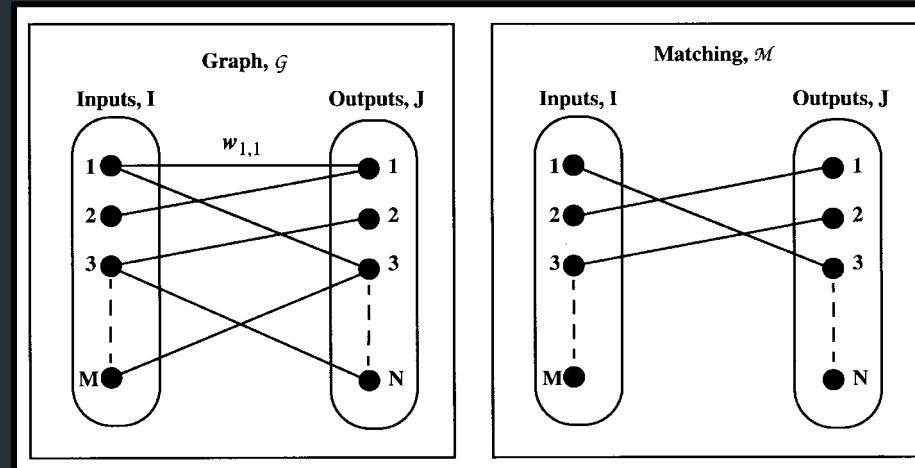 Graph, 𝒢
Inputs, I
Outputs, J
w1,1
1
1
2
2
3
3
M
N
Matching, ℳ
Inputs, I
Outputs, J
1
1
2
2
3
3
M
N